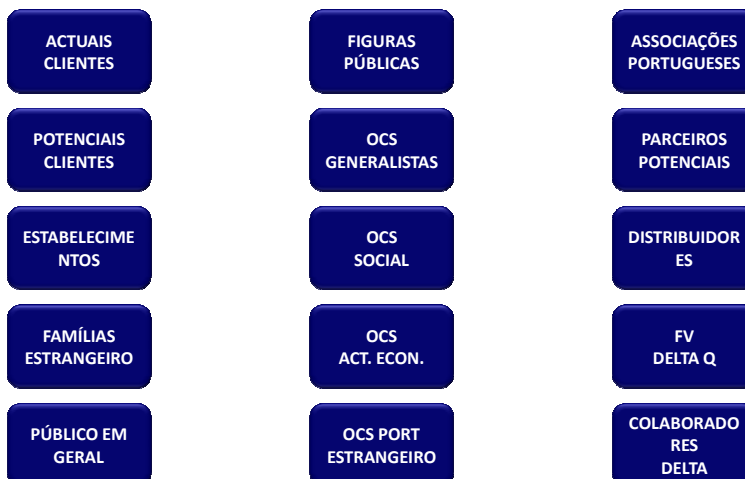 ACTUAIS
CLIENTES
FIGURAS
PÚBLICAS
ASSOCIAÇÕES
PORTUGUESES
POTENCIAIS
CLIENTES
OCS
GENERALISTAS
PARCEIROS
POTENCIAIS
ESTABELECIME
NTOS
OCS
SOCIAL
DISTRIBUIDOR
ES
FAMÍLIAS
ESTRANGEIRO
OCS
ACT. ECON.
FV
DELTA Q
PÚBLICO EM
GERAL
OCS PORT
ESTRANGEIRO
COLABORADO
RES
DELTA